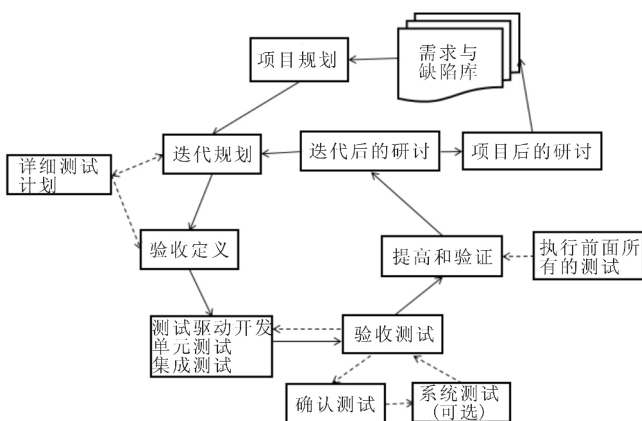 需求与
缺陷库
项目规划
迭代规划
迭代后的研讨
项目后的研讨
详细测试
计划
验收定义
提高和验证
执行前面所
有的测试
测试驱动开发
单元测试
集成测试
验收测试
确认测试
系统测试
(可选)